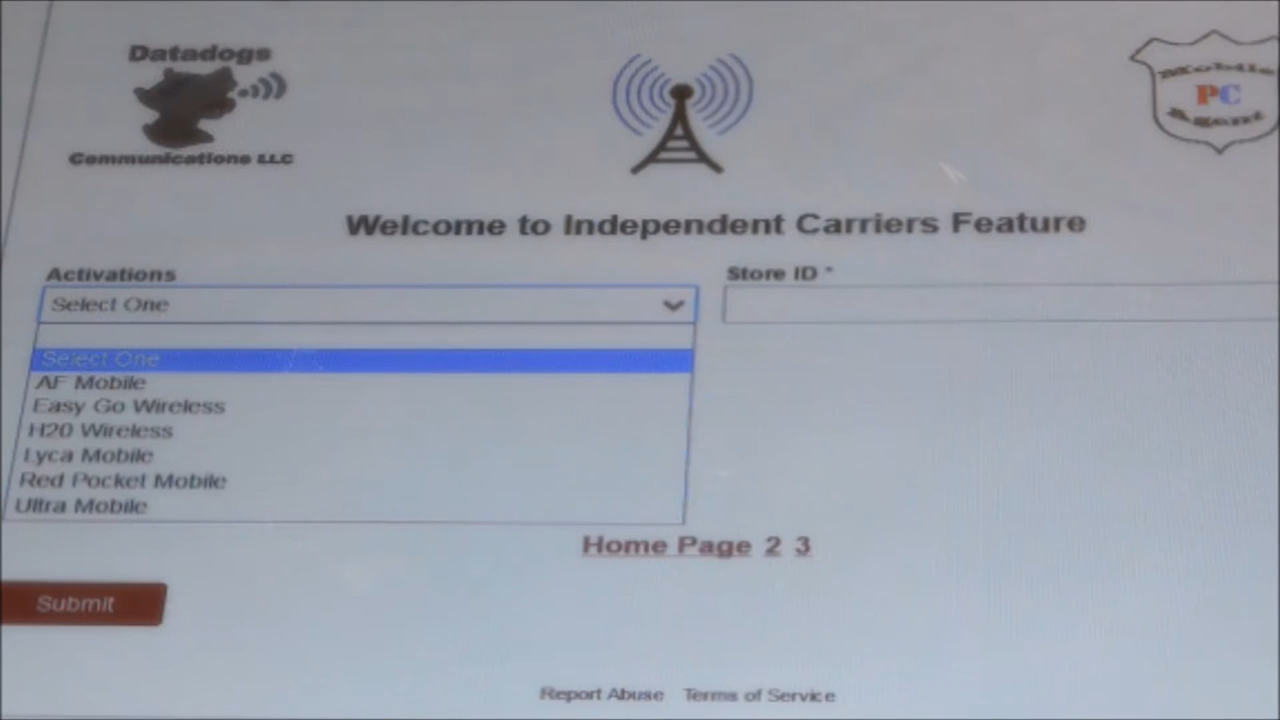 Datadogs
Communications LLC
Mobile
PC
Agent
Welcome to Independent Carriers Feature
Activations
Store ID *
Select One
Select One
AF Mobile
Easy Go Wireless
H20 Wireless
Lyca Mobile
Red Pocket Mobile
Ultra Mobile
Home Page 2 3
Submit
Report Abuse Terms of Service